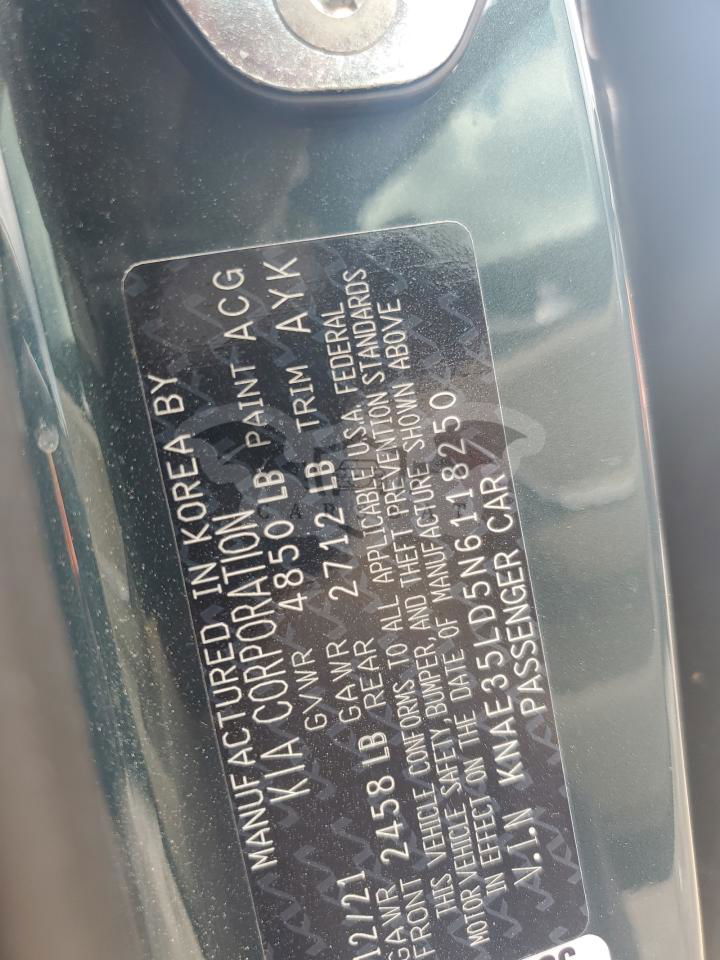 MANUFACTURED IN KOREA BY
KIA CORPORATION
GVWR 4850 LB PAINT ACG
12/21
GAWR FRONT 2458 LB GAWR REAR 2712 LB TRIM AYK
THIS VEHICLE CONFORMS TO ALL APPLICABLE U.S.A. FEDERAL
MOTOR VEHICLE SAFETY, BUMPER, AND THEFT PREVENTION STANDARDS
IN EFFECT ON THE DATE OF MANUFACTURE SHOWN ABOVE
V.I.N KNAE35LD5N6118250
PASSENGER CAR